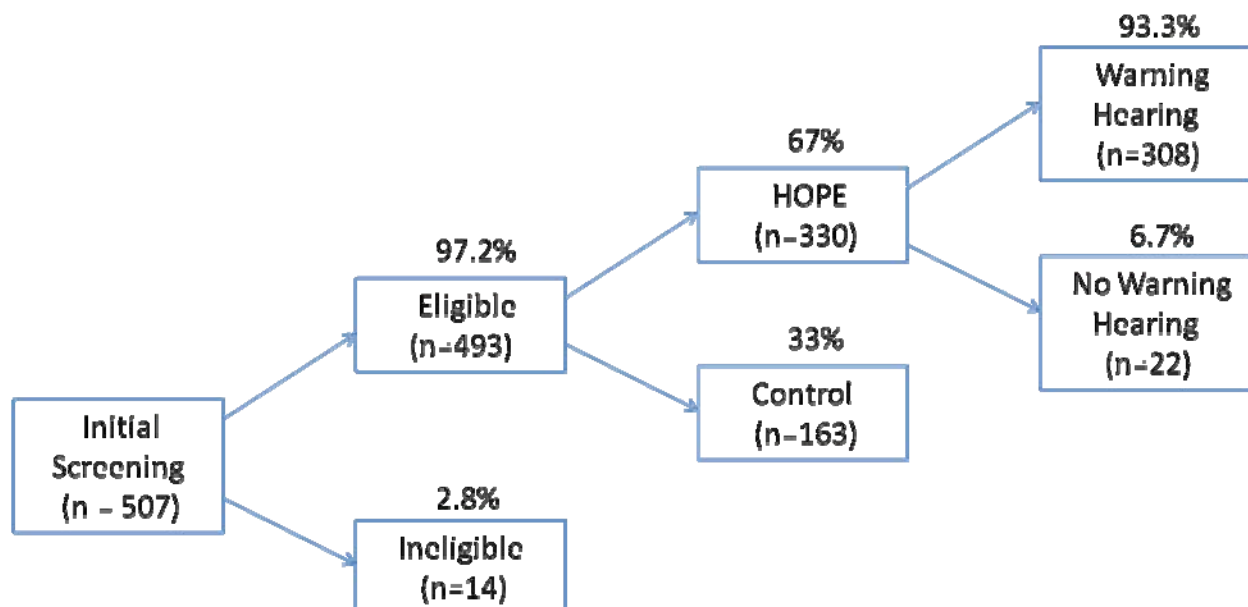 93.3%
Warning
Hearing
(n=308)
67%
HOPE
(n=330)
6.7%
No Warning
Hearing
(n=22)
97.2%
Eligible
(n=493)
33%
Control
(n=163)
Initial
Screening
(n = 507)
2.8%
Ineligible
(n=14)